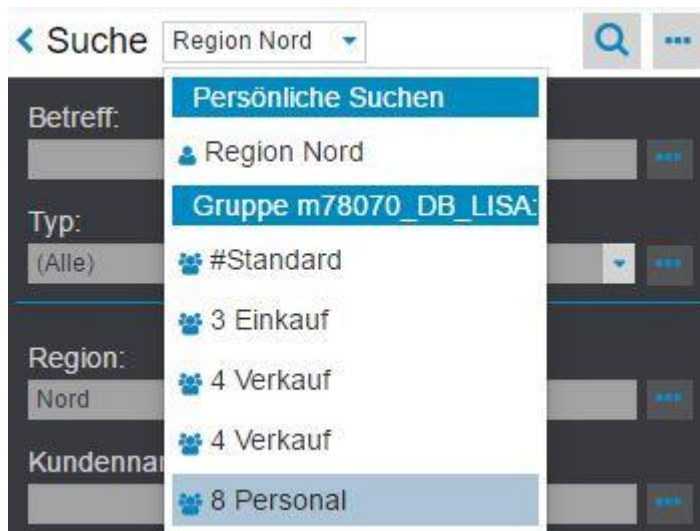 Suche Region Nord
Persönliche Suchen
Region Nord
Gruppe m78070_DB_LISA:
#Standard
3 Einkauf
4 Verkauf
4 Verkauf
8 Personal
Betreff:
Typ:
(Alle)
Region:
Nord